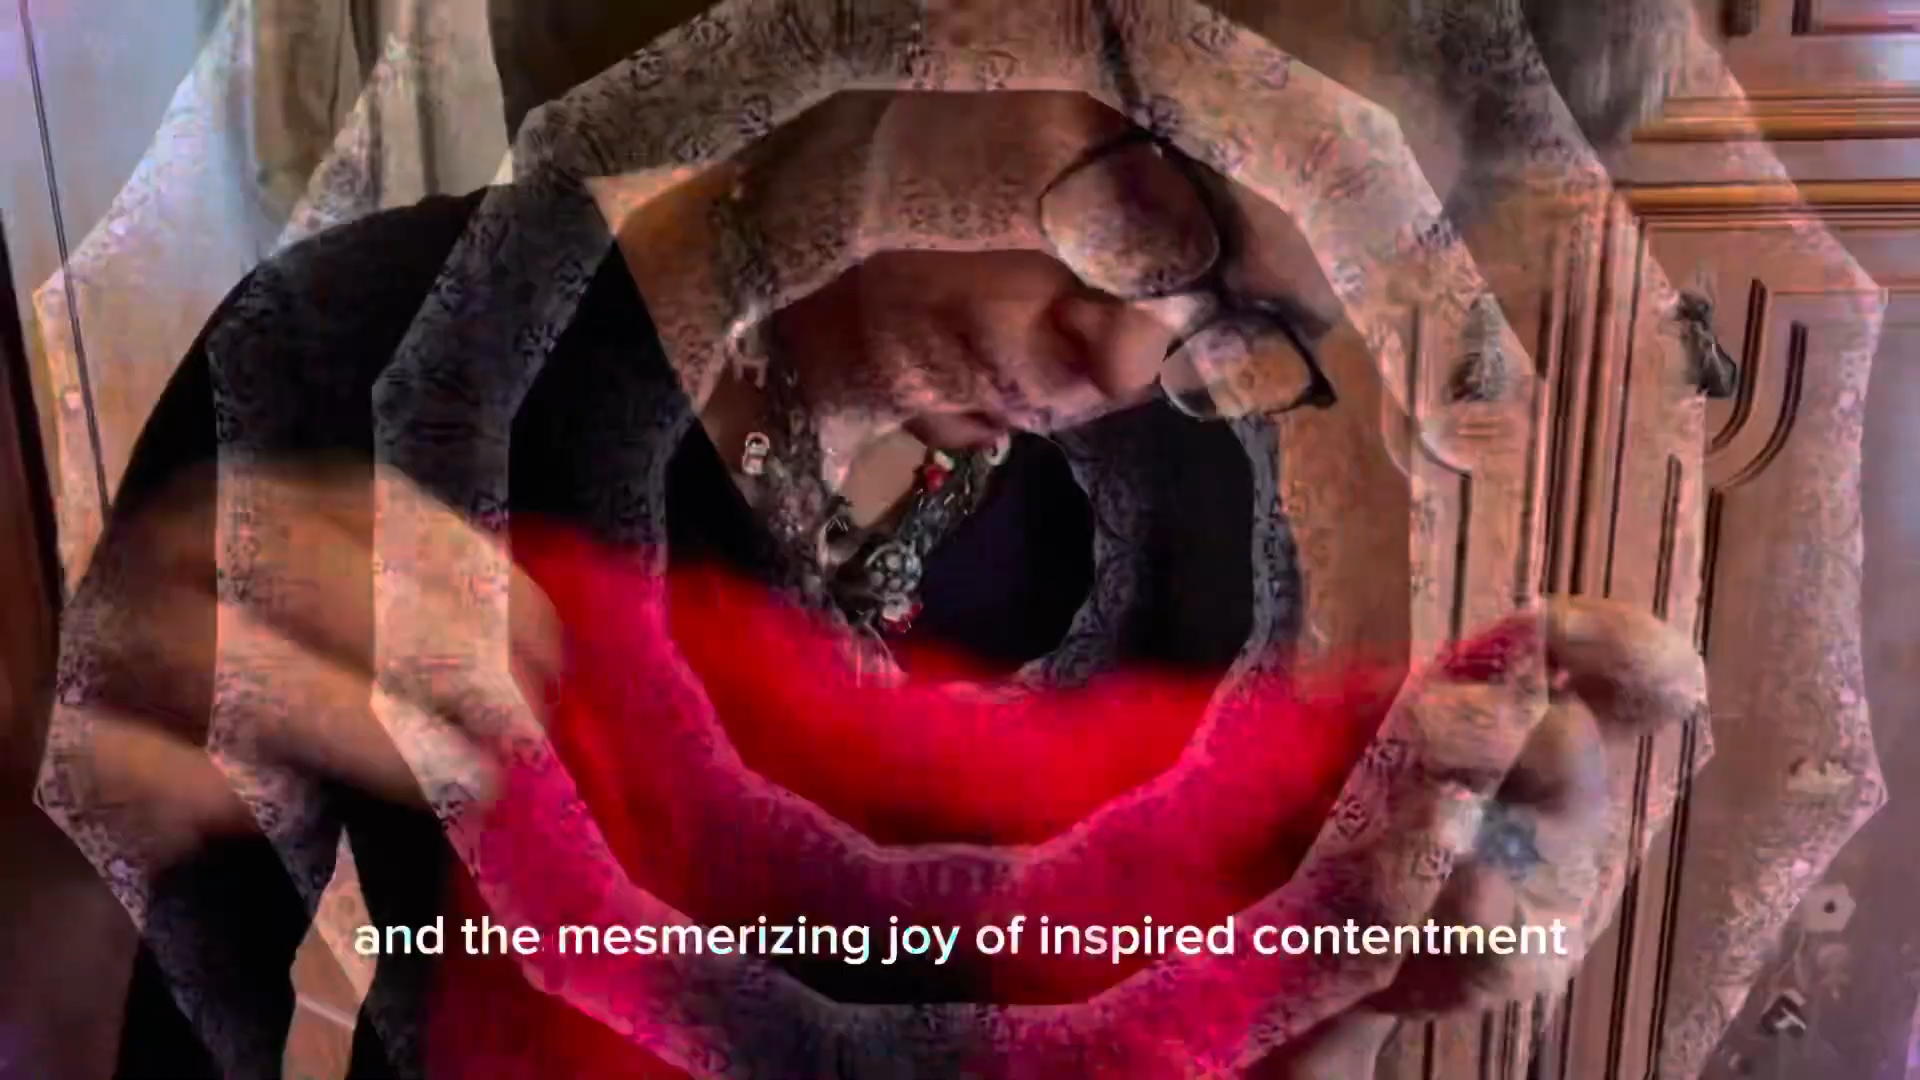 and the mesmerizing joy of inspired contentment